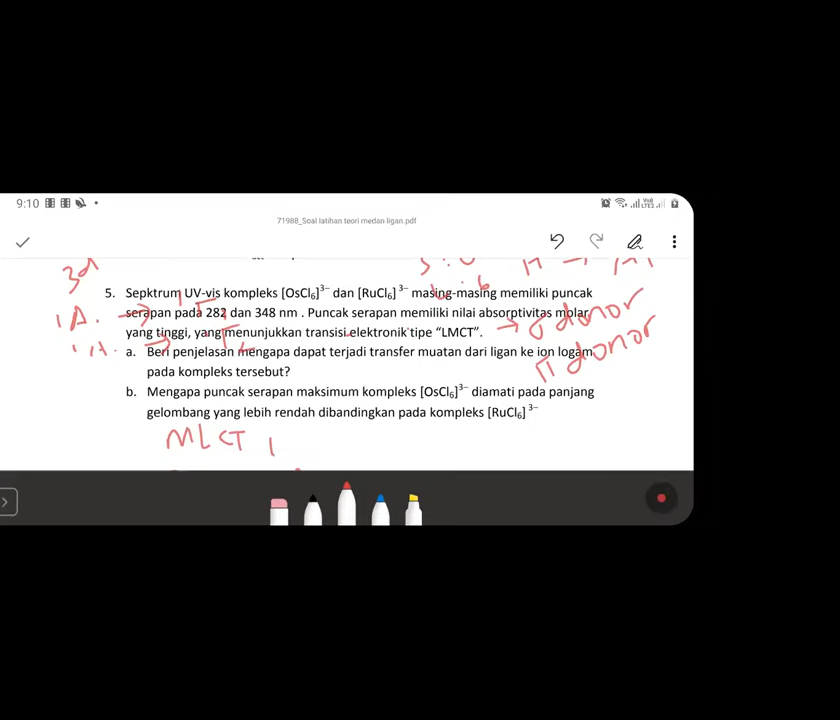 9:10
Vo)) LTE2
71988_Soal latihan teori medan ligan.pdf
3d
5. Sepktrum UV-vis kompleks [OsCl6]3− dan [RuCl6] 3− masing-masing memiliki puncak
serapan pada 282 dan 348 nm . Puncak serapan memiliki nilai absorptivitas molar
yang tinggi, yang menunjukkan transisi elektronik tipe “LMCT”. → σ donor
π donor
a. Beri penjelasan mengapa dapat terjadi transfer muatan dari ligan ke ion logam
pada kompleks tersebut?
b. Mengapa puncak serapan maksimum kompleks [OsCl6]3− diamati pada panjang
gelombang yang lebih rendah dibandingkan pada kompleks [RuCl6] 3−
MLCT